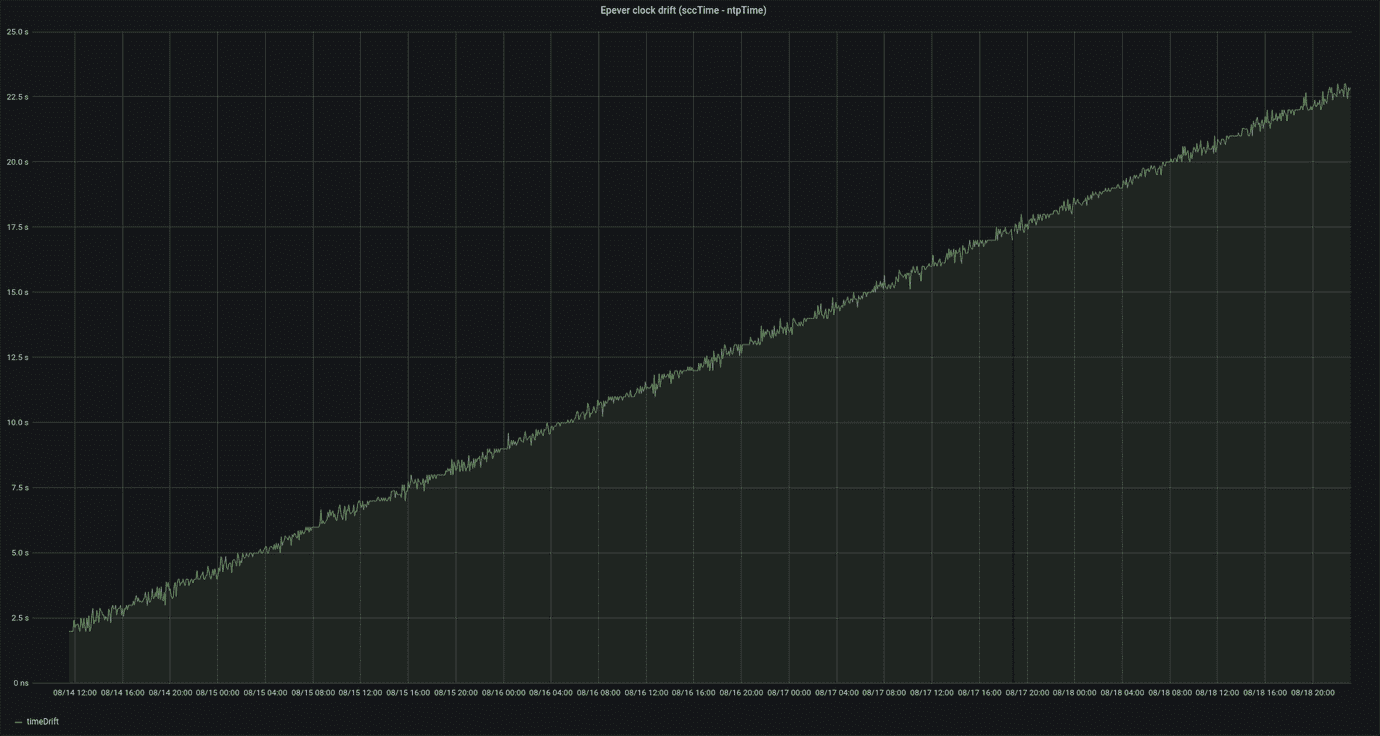 Epever clock drift (sccTime - ntpTime)
25.0 s
22.5 s
20.0 s
17.5 s
15.0 s
12.5 s
10.0 s
7.5 s
5.0 s
2.5 s
0 ns
08/14 12:00 08/14 16:00 08/14 20:00 08/15 00:00 08/15 04:00 08/15 08:00 08/15 12:00 08/15 16:00 08/15 20:00 08/16 00:00 08/16 04:00 08/16 08:00 08/16 12:00 08/16 16:00 08/16 20:00 08/17 00:00 08/17 04:00 08/17 08:00 08/17 12:00 08/17 16:00 08/17 20:00 08/18 00:00 08/18 04:00 08/18 08:00 08/18 12:00 08/18 16:00 08/18 20:00
timeDrift